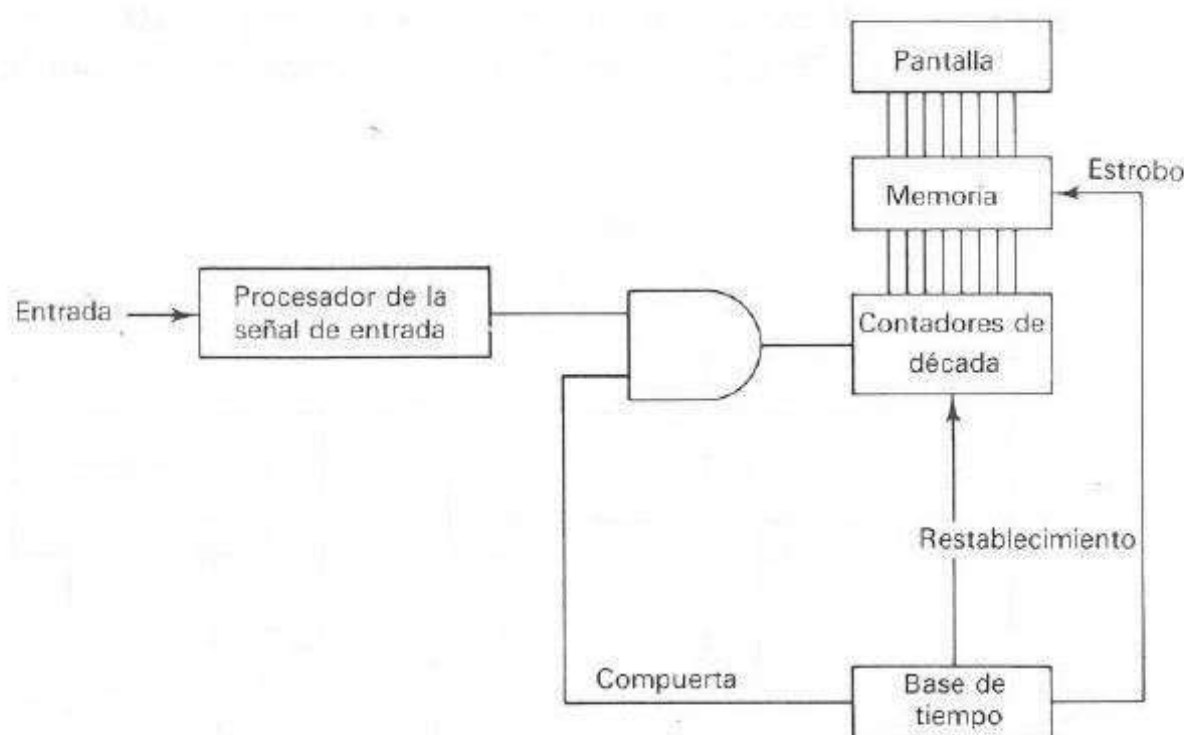 Pantalla
Estrobo
Memoria
Entrada
Procesador de la
señal de entrada
Contadores de
década
Restablecimiento
Compuerta
Base de
tiempo